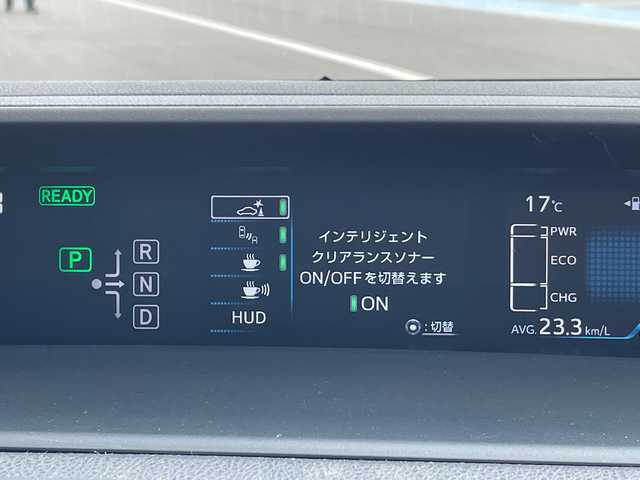 READY
P
R
N
D
A
HUD
インテリジェント
クリアランスソナー
ON/OFFを切替えます
ON
:切替
17℃
PWR
ECO
CHG
AVG. 23.3 km/L